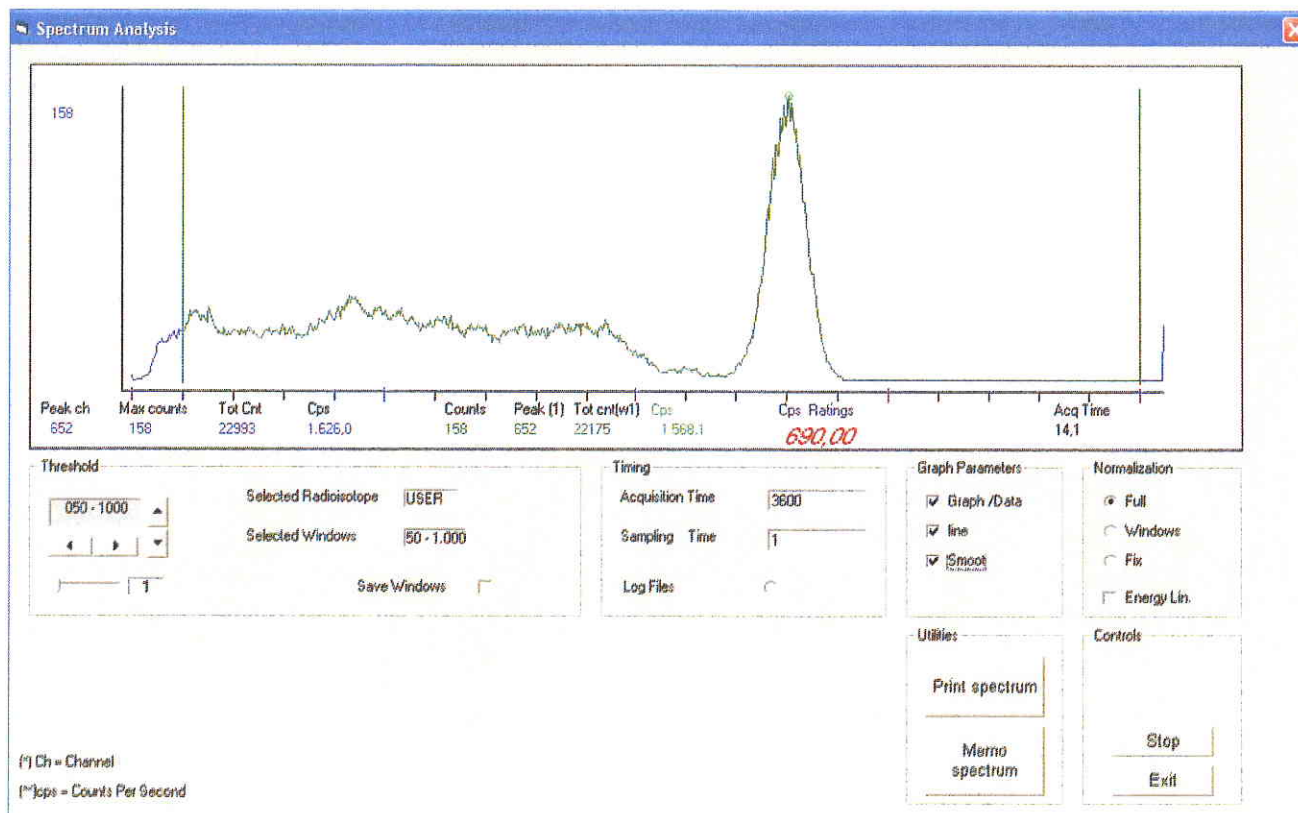 Spectrum Analysis
158
Peak ch Max counts Tot Cnt Cps Counts Peak (1) Tot cnt(w1) Cps Cps Ratings Acq Time
652 158 22993 1.626,0 158 652 22175 1.568,1 690,00 14,1
Threshold
050 - 1000
1
Selected Radioisotope USER
Selected Windows 50 - 1.000
Save Windows
Timing
Acquisition Time 3600
Sampling Time 1
Log Files
Graph Parameters
Graph /Data
line
Smoot
Normalization
Full
Windows
Fix
Energy Lin.
Utilities
Print spectrum
Memo
spectrum
Controls
Stop
Exit
(*) Ch = Channel
(**)cps = Counts Per Second